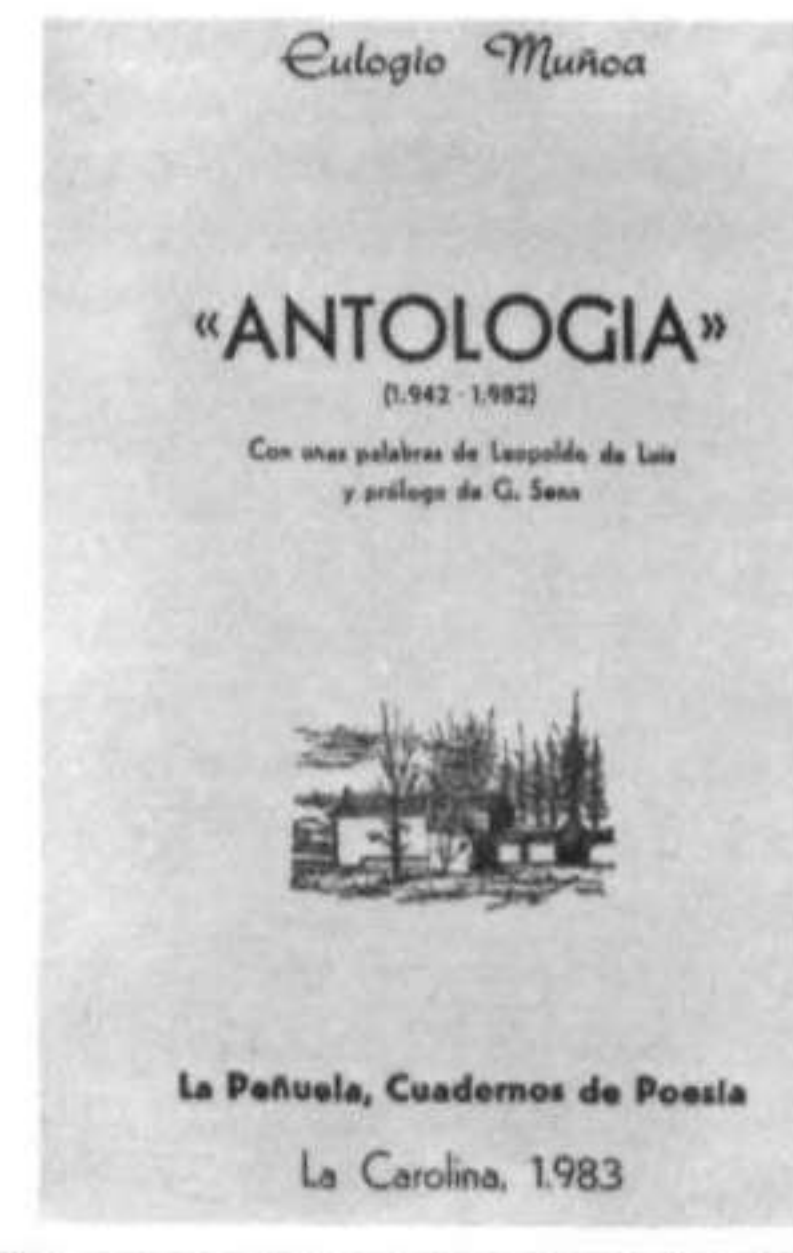 Eulogio Muñoa
«ANTOLOGIA»
(1.942 - 1.982)
Con unas palabras de Leopoldo de Luis
y prólogo de G. Sena
La Peñuela, Cuadernos de Poesía
La Carolina, 1.983